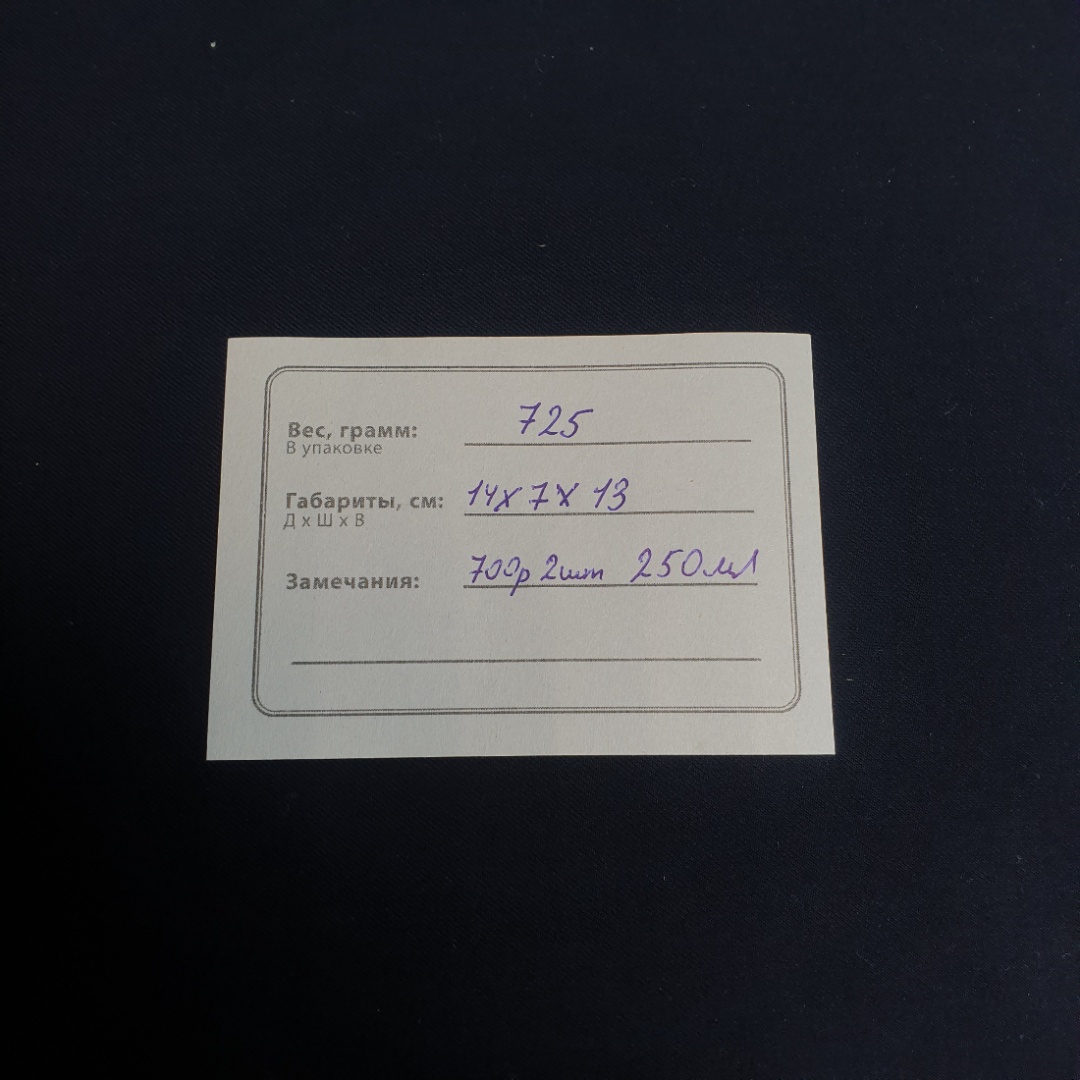 Вес, грамм: 725
В упаковке
Габариты, см: 14х7х13
Д х Ш х В
Замечания: 700р 2шт 250мл